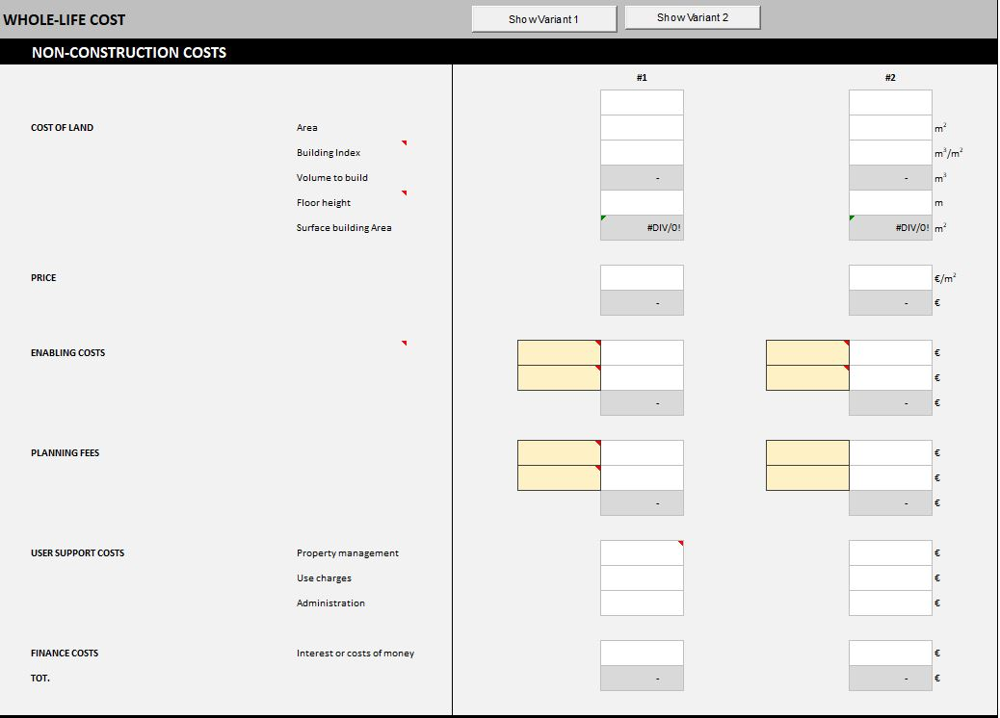 WHOLE-LIFE COST Show Variant 1 Show Variant 2
NON-CONSTRUCTION COSTS
#1 #2
COST OF LAND Area m²
Building Index m³/m²
Volume to build - - m³
Floor height m
Surface building Area #DIV/0! #DIV/0! m²
PRICE €/m²
- - €
ENABLING COSTS €
€
- - €
PLANNING FEES €
€
- - €
USER SUPPORT COSTS Property management €
Use charges €
Administration €
FINANCE COSTS Interest or costs of money €
TOT. - - €